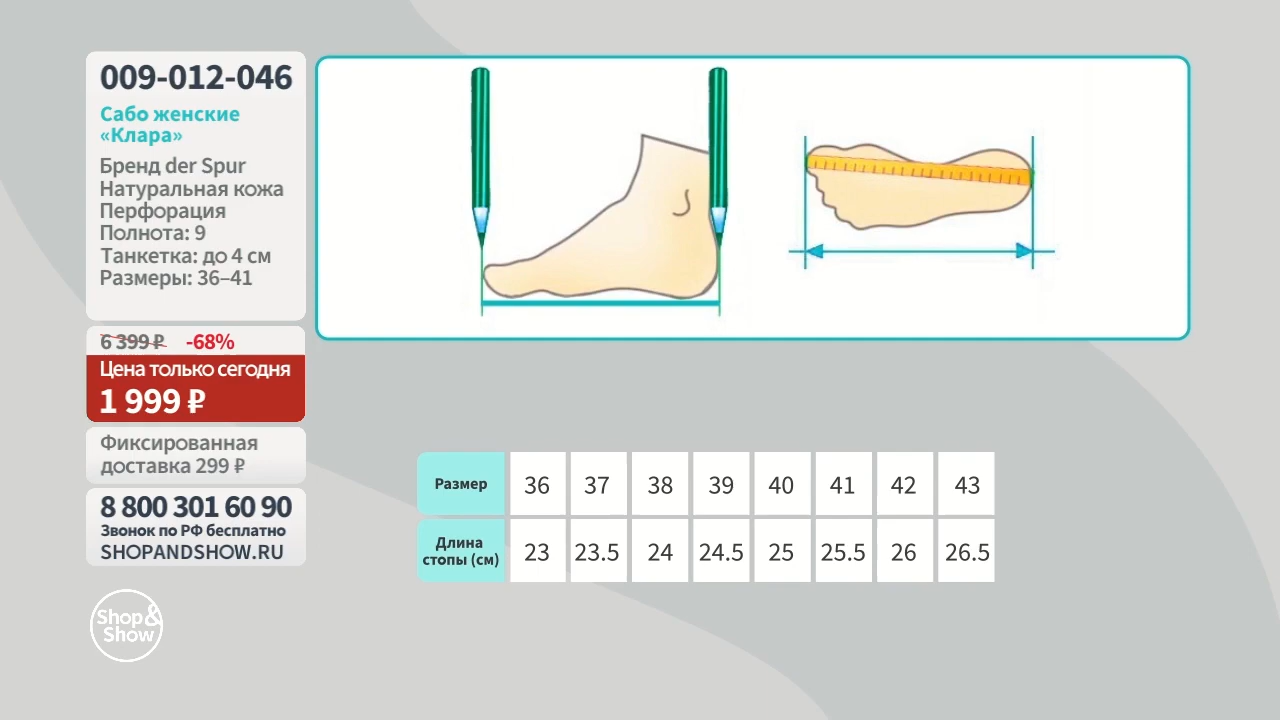 009-012-046
Сабо женские
«Клара»
Бренд der Spur
Натуральная кожа
Перфорация
Полнота: 9
Танкетка: до 4 см
Размеры: 36–41
6 399 ₽ -68%
Цена только сегодня
1 999 ₽
Фиксированная
доставка 299 ₽
8 800 301 60 90
Звонок по РФ бесплатно
SHOPANDSHOW.RU
Shop&
Show
Размер 36 37 38 39 40 41 42 43
Длина
стопы (см) 23 23.5 24 24.5 25 25.5 26 26.5